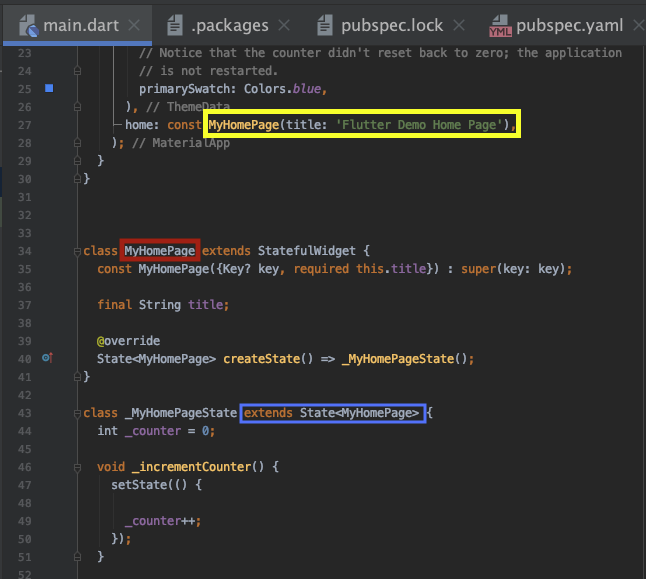 main.dart .packages pubspec.lock pubspec.yaml
23 // Notice that the counter didn't reset back to zero; the application
24 // is not restarted.
25 primarySwatch: Colors.blue,
26 ), // ThemeData
27 home: const MyHomePage(title: 'Flutter Demo Home Page'),
28 ); // MaterialApp
29 }
30 }
31
32
33
34 class MyHomePage extends StatefulWidget {
35 const MyHomePage({Key? key, required this.title}) : super(key: key);
36
37 final String title;
38
39 @override
40 State<MyHomePage> createState() => _MyHomePageState();
41 }
42
43 class _MyHomePageState extends State<MyHomePage> {
44 int _counter = 0;
45
46 void _incrementCounter() {
47 setState(() {
48
49 _counter++;
50 });
51 }
52